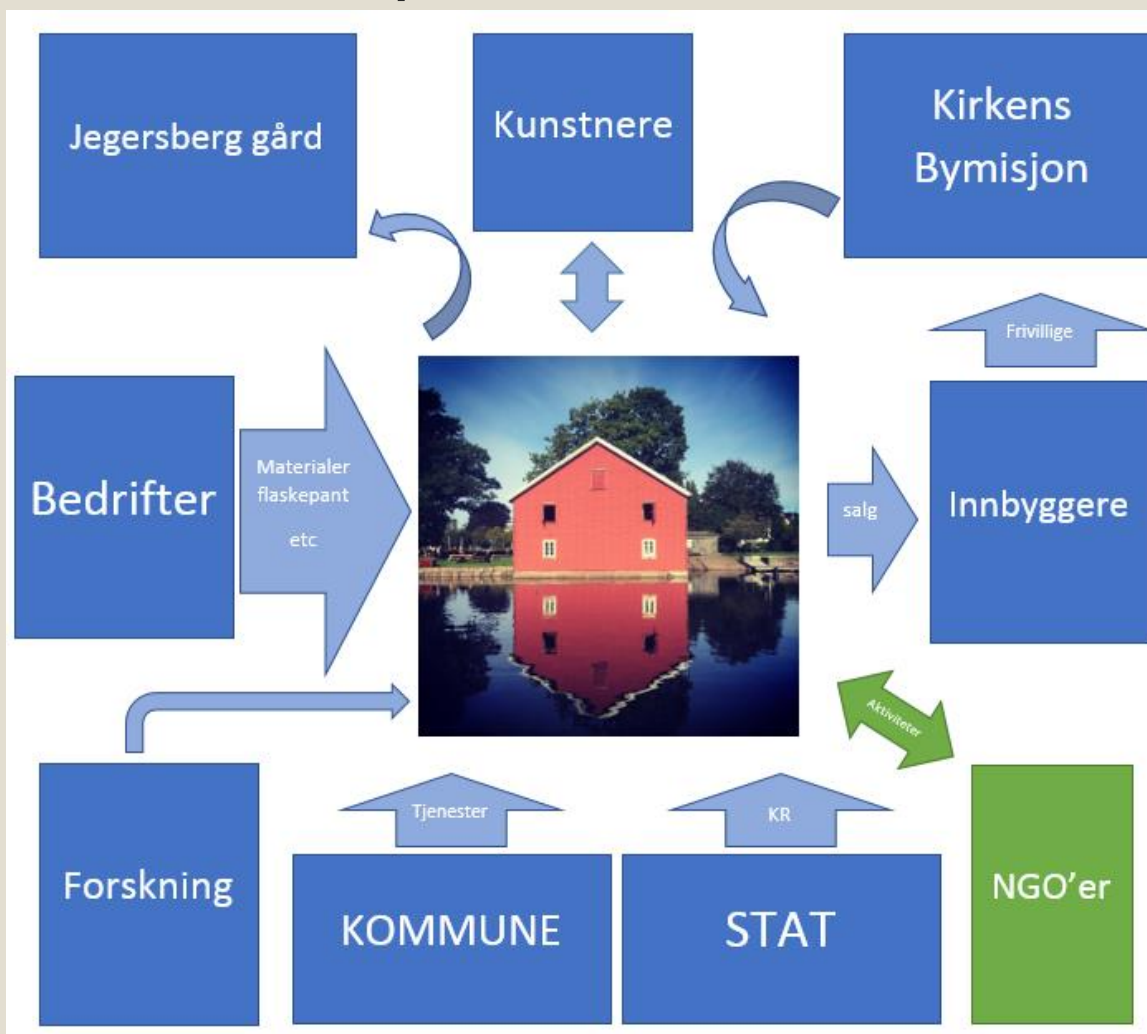 Jegersberg gård
Kunstnere
Kirkens
Bymisjon
Frivillige
Bedrifter
Materialer
flaskepant
etc
salg
Innbyggere
Aktiviteter
Forskning
Tjenester
KOMMUNE
KR
STAT
NGO’er